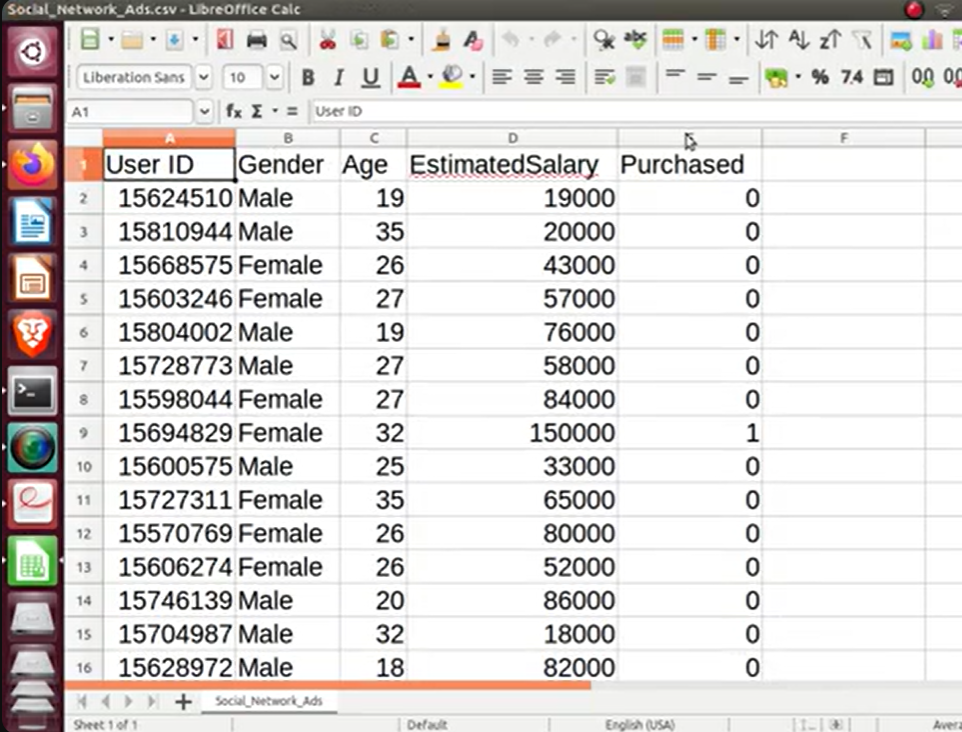 Social_Network_Ads.csv - LibreOffice Calc
Liberation Sans 10 B I U A % 7.4
A1 fx Σ = User ID
A B C D F
1 User ID Gender Age EstimatedSalary Purchased
2 15624510 Male 19 19000 0
3 15810944 Male 35 20000 0
4 15668575 Female 26 43000 0
5 15603246 Female 27 57000 0
6 15804002 Male 19 76000 0
7 15728773 Male 27 58000 0
8 15598044 Female 27 84000 0
9 15694829 Female 32 150000 1
10 15600575 Male 25 33000 0
11 15727311 Female 35 65000 0
12 15570769 Female 26 80000 0
13 15606274 Female 26 52000 0
14 15746139 Male 20 86000 0
15 15704987 Male 32 18000 0
16 15628972 Male 18 82000 0
Social_Network_Ads
Sheet 1 of 1 Default English (USA)